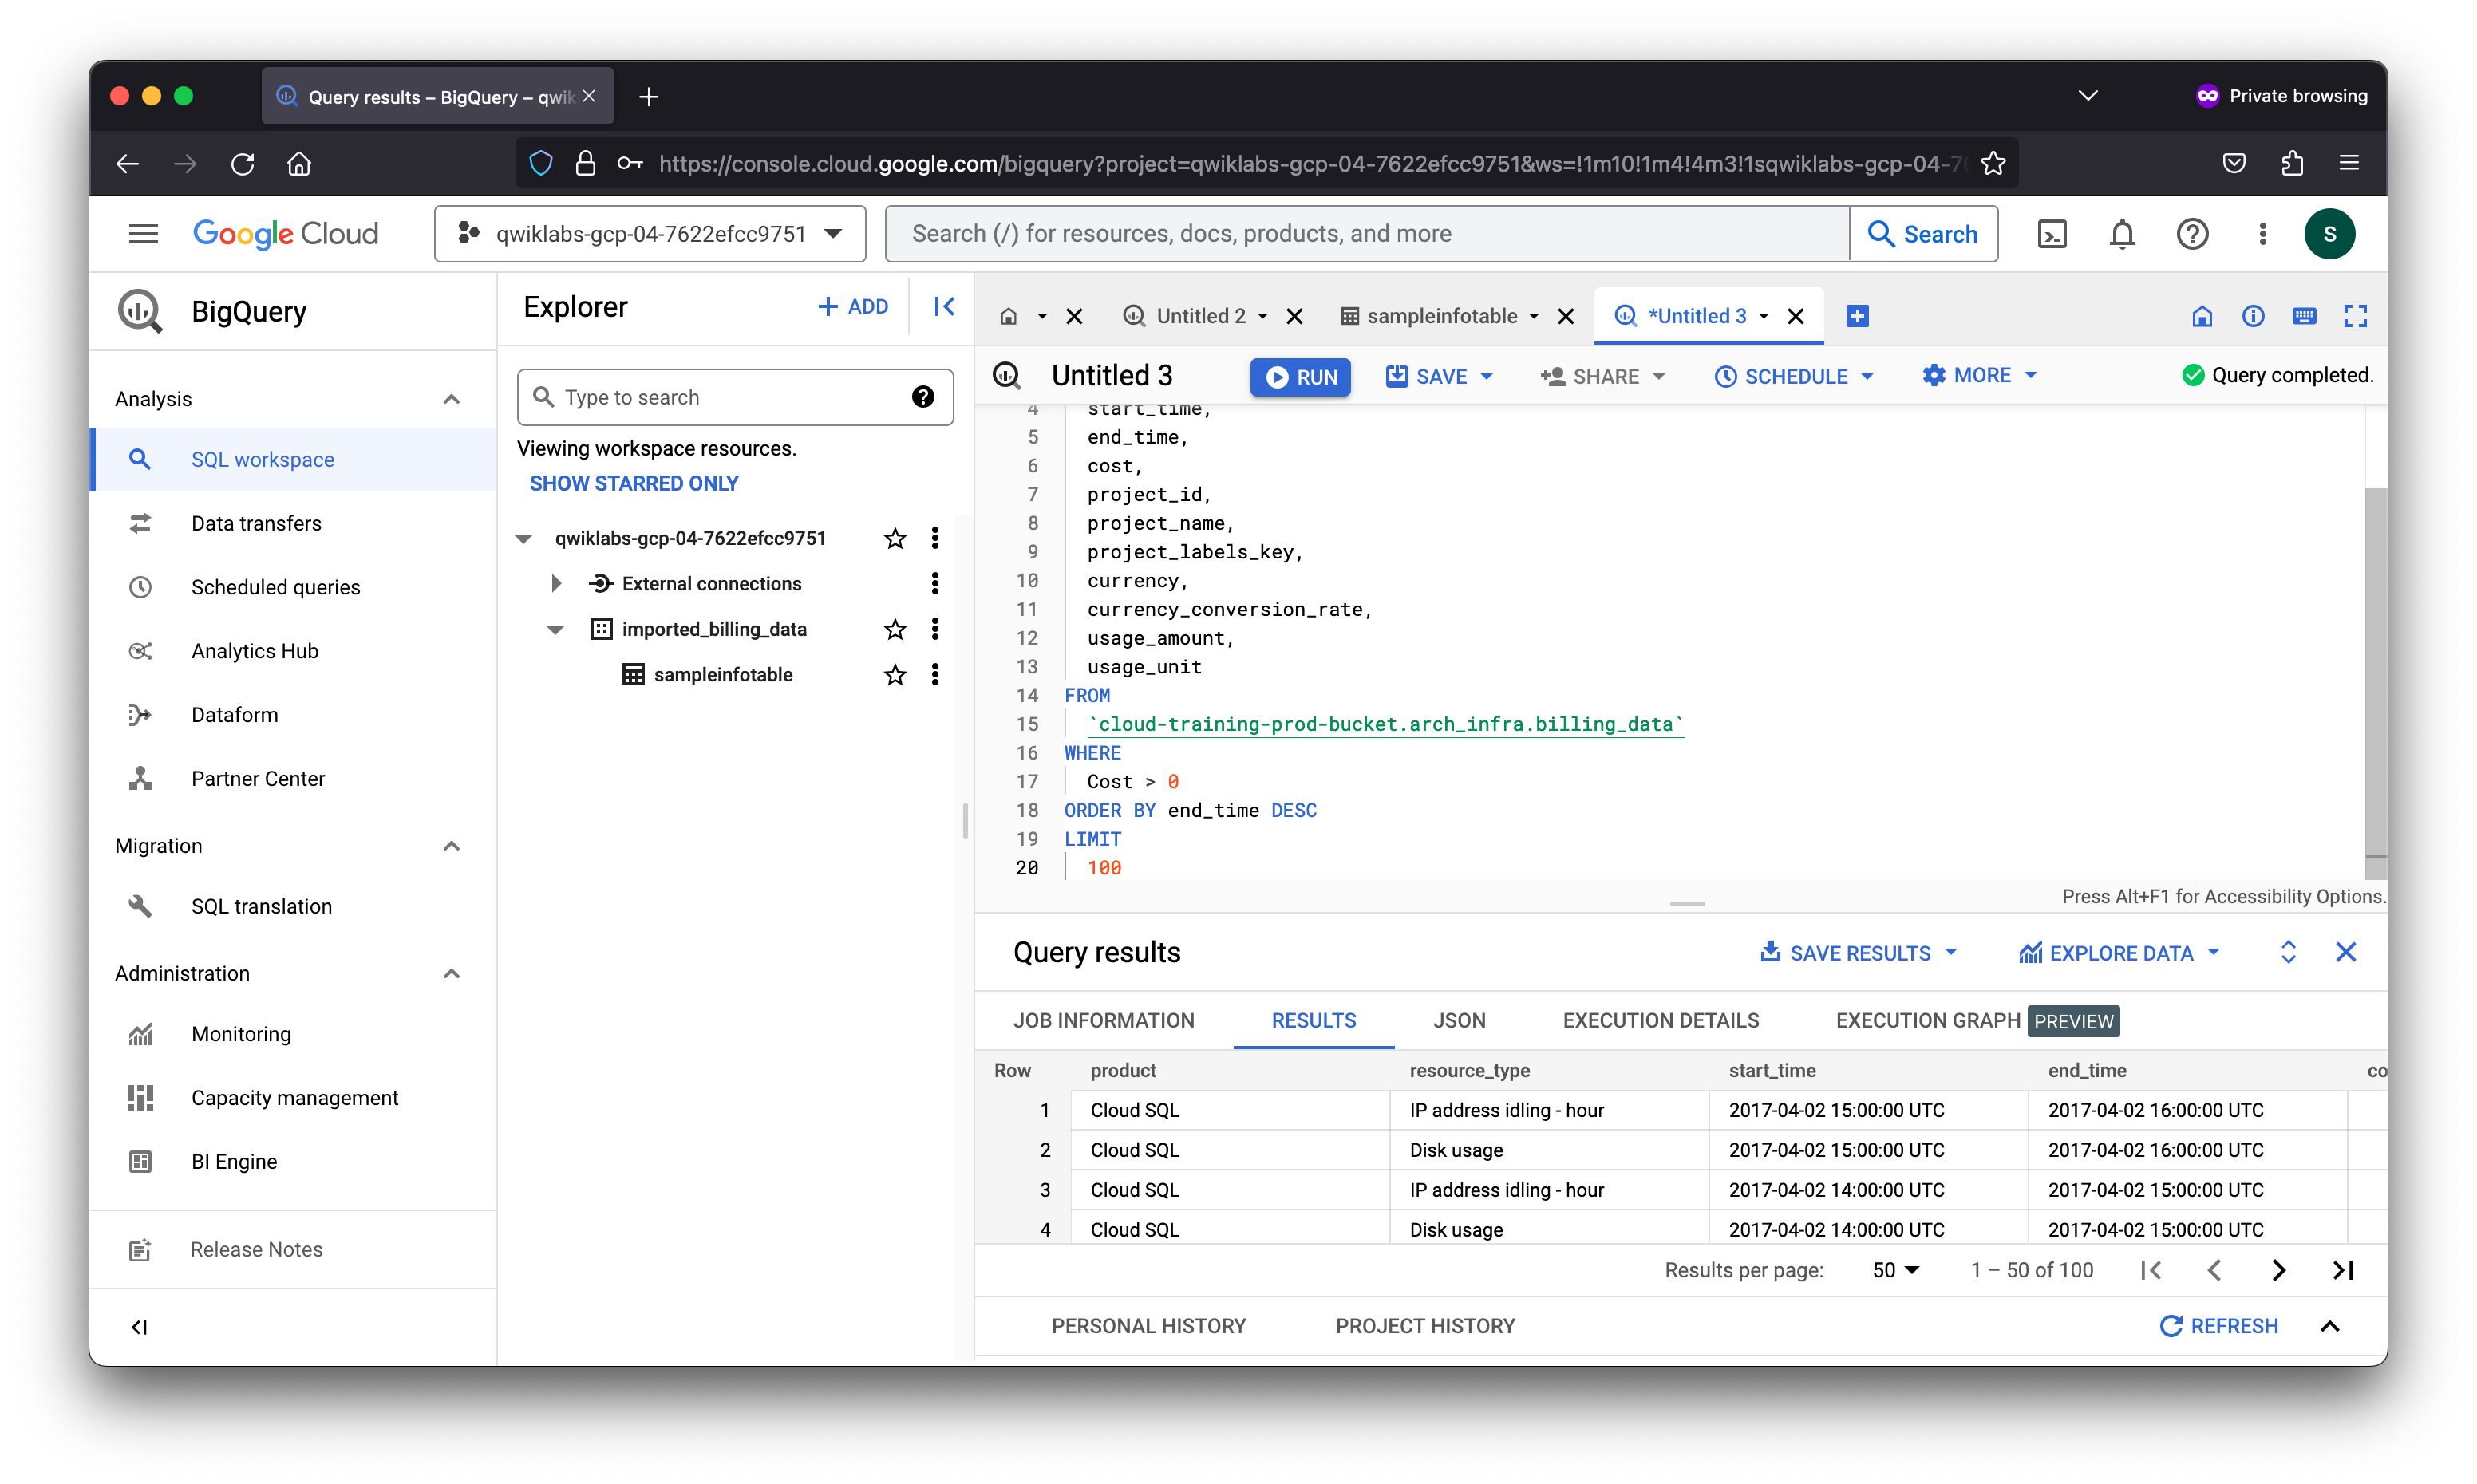 Query results – BigQuery – qwik
Private browsing
https://console.cloud.google.com/bigquery?project=qwiklabs-gcp-04-7622efcc9751&ws=!1m10!1m4!4m3!1sqwiklabs-gcp-04-76
Google Cloud
qwiklabs-gcp-04-7622efcc9751
Search (/) for resources, docs, products, and more
Search
S
BigQuery
Analysis
SQL workspace
Data transfers
Scheduled queries
Analytics Hub
Dataform
Partner Center
Migration
SQL translation
Administration
Monitoring
Capacity management
BI Engine
Release Notes
Explorer
ADD
Type to search
Viewing workspace resources.
SHOW STARRED ONLY
qwiklabs-gcp-04-7622efcc9751
External connections
imported_billing_data
sampleinfotable
Untitled 2
sampleinfotable
*Untitled 3
Untitled 3
RUN
SAVE
SHARE
SCHEDULE
MORE
Query completed.
4 start_time,
5 end_time,
6 cost,
7 project_id,
8 project_name,
9 project_labels_key,
10 currency,
11 currency_conversion_rate,
12 usage_amount,
13 usage_unit
14 FROM
15 `cloud-training-prod-bucket.arch_infra.billing_data`
16 WHERE
17 Cost > 0
18 ORDER BY end_time DESC
19 LIMIT
20 100
Press Alt+F1 for Accessibility Options.
Query results
SAVE RESULTS
EXPLORE DATA
JOB INFORMATION
RESULTS
JSON
EXECUTION DETAILS
EXECUTION GRAPH PREVIEW
Row product resource_type start_time end_time co
1 Cloud SQL IP address idling - hour 2017-04-02 15:00:00 UTC 2017-04-02 16:00:00 UTC
2 Cloud SQL Disk usage 2017-04-02 15:00:00 UTC 2017-04-02 16:00:00 UTC
3 Cloud SQL IP address idling - hour 2017-04-02 14:00:00 UTC 2017-04-02 15:00:00 UTC
4 Cloud SQL Disk usage 2017-04-02 14:00:00 UTC 2017-04-02 15:00:00 UTC
Results per page: 50 1 – 50 of 100
PERSONAL HISTORY
PROJECT HISTORY
REFRESH